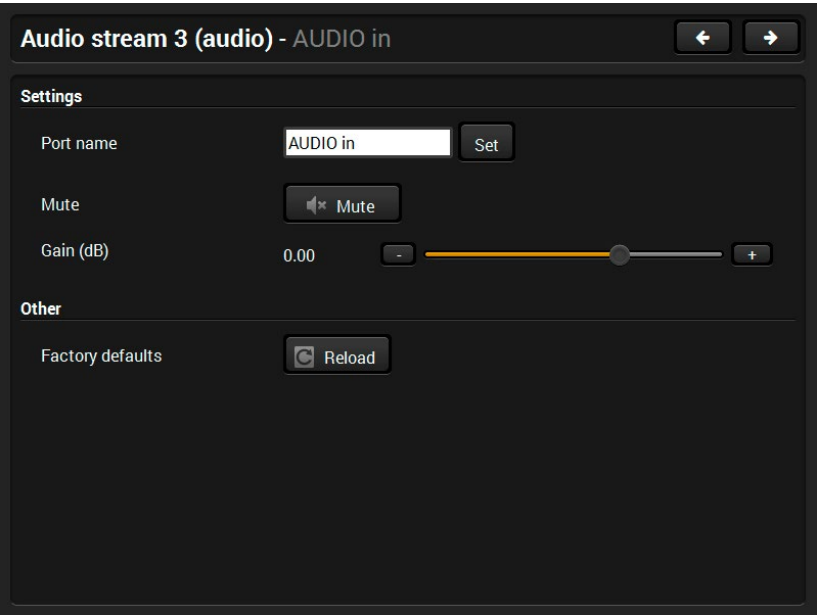 Audio stream 3 (audio) - AUDIO in
Settings
Port name AUDIO in Set
Mute Mute
Gain (dB) 0.00 - +
Other
Factory defaults Reload